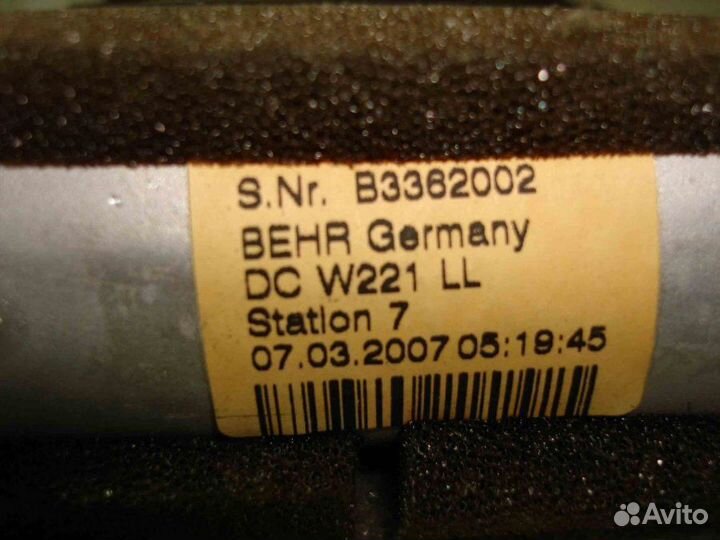 S.Nr. B3362002
BEHR Germany
DC W221 LL
Station 7
07.03.2007 05:19:45
Avito